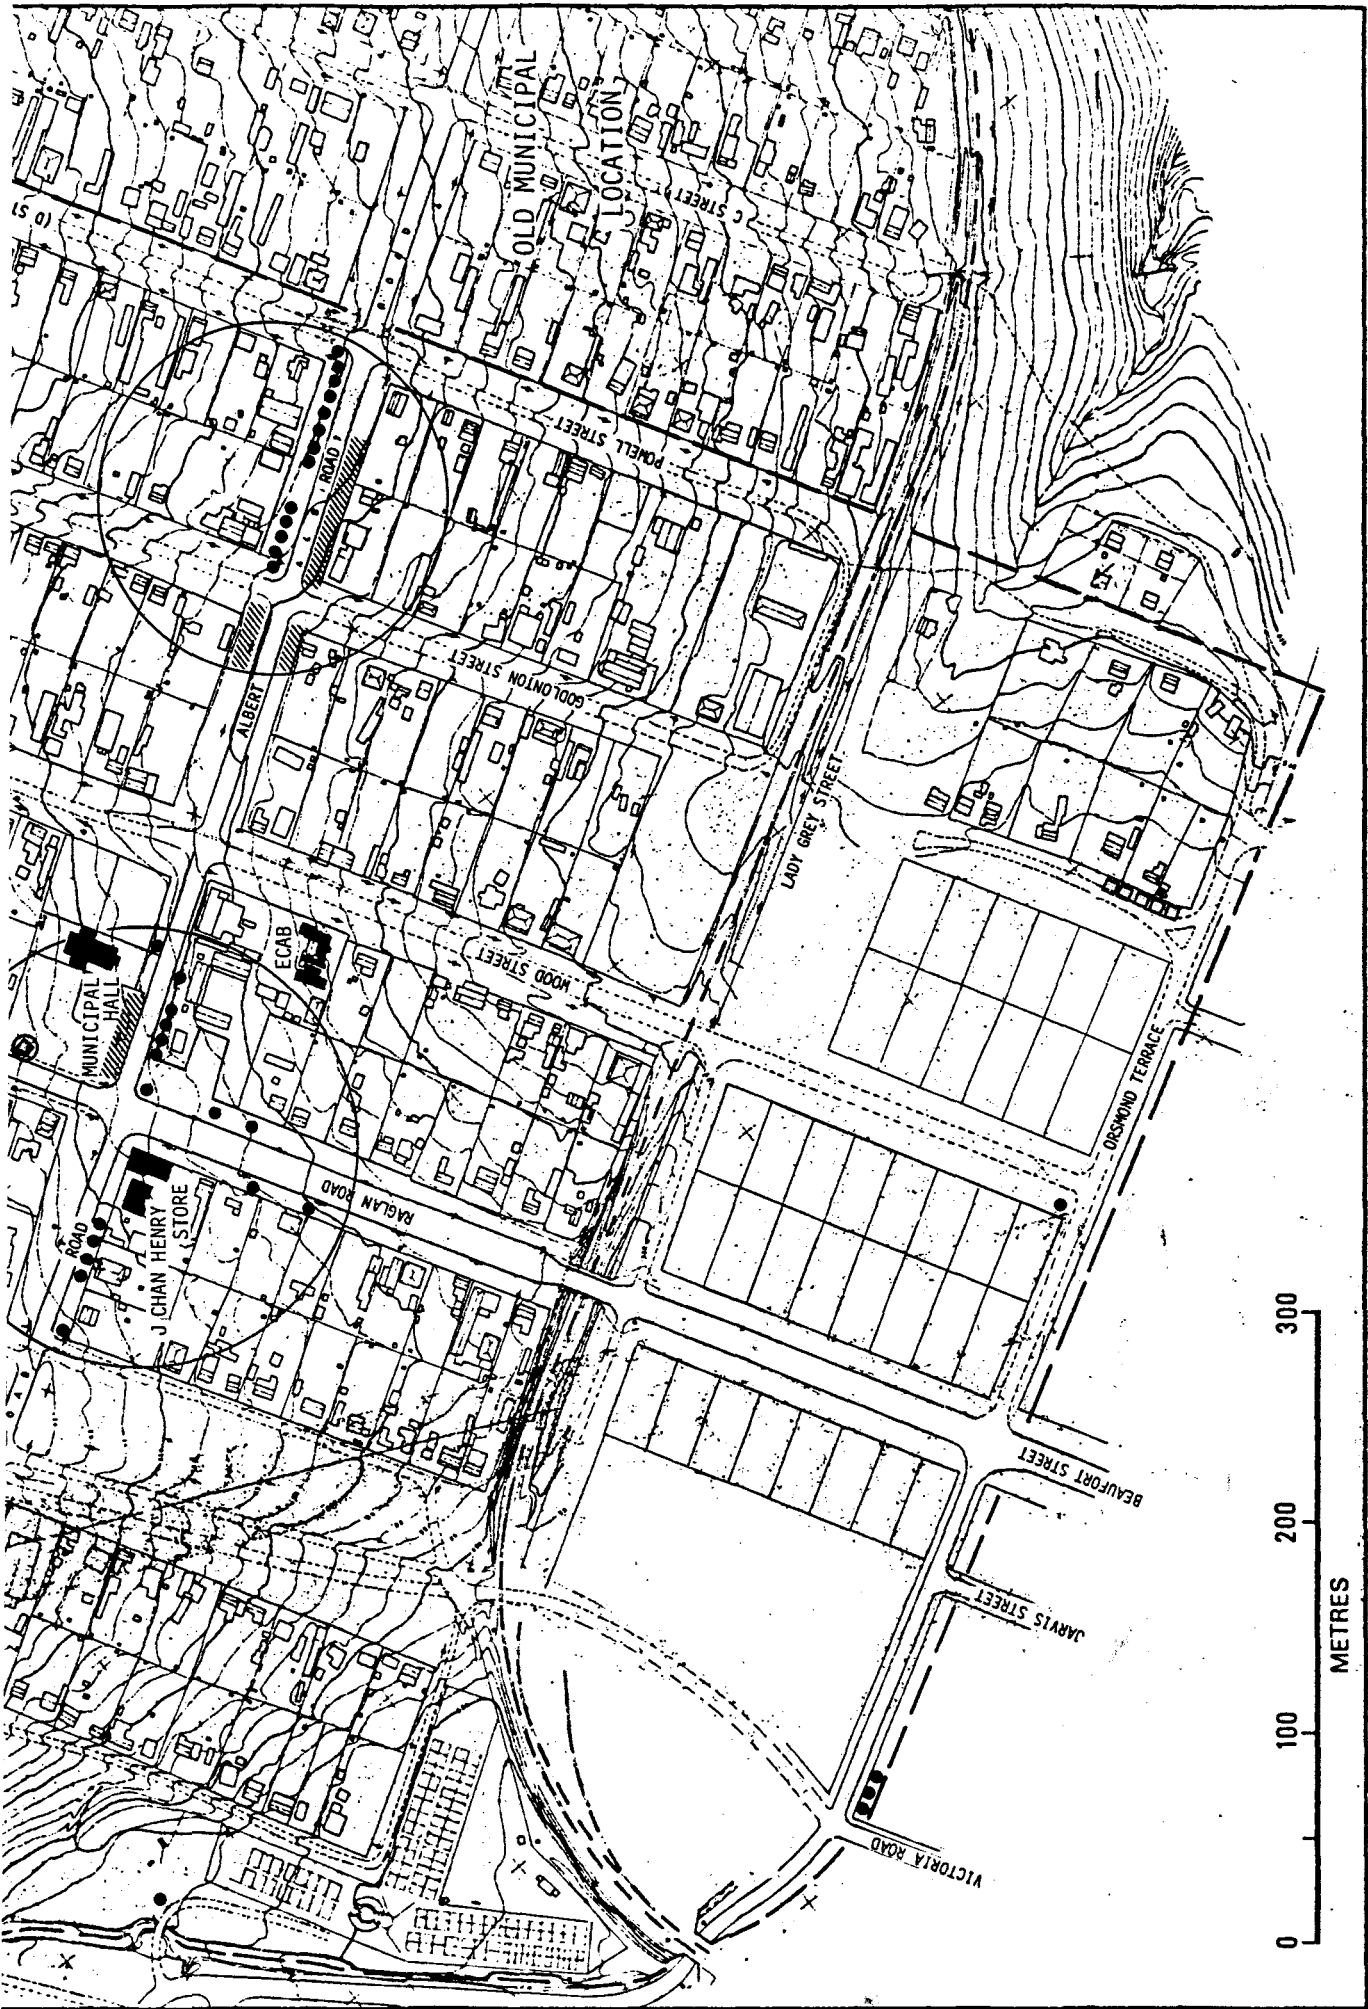 OLD MUNICIPAL
LOCATION
C STREET
(D ST
POWELL STREET
ROAD
ALBERT
GODLONTON STREET
LADY GREY STREET
WOOD STREET
ECAB
MUNICIPAL
HALL
RAGLAN ROAD
J CHAN HENRY
STORE
ROAD
ORSMOND TERRACE
BEAUFORT STREET
JARVIS STREET
VICTORIA ROAD
0 100 200 300
METRES